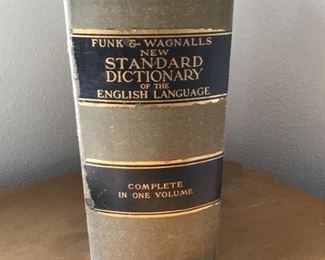 FUNK & WAGNALLS
NEW
STANDARD
DICTIONARY
OF THE
ENGLISH LANGUAGE
COMPLETE
IN ONE VOLUME